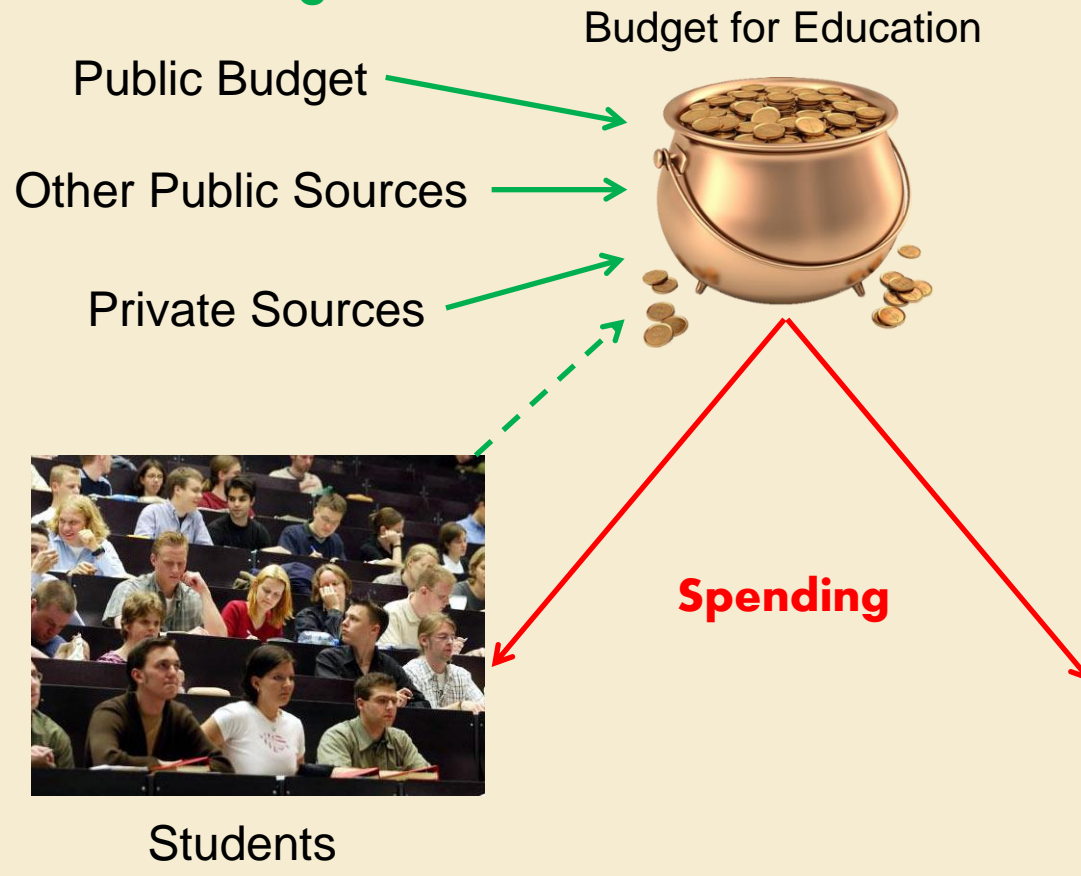 Budget for Education
Public Budget
Other Public Sources
Private Sources
Spending
Students